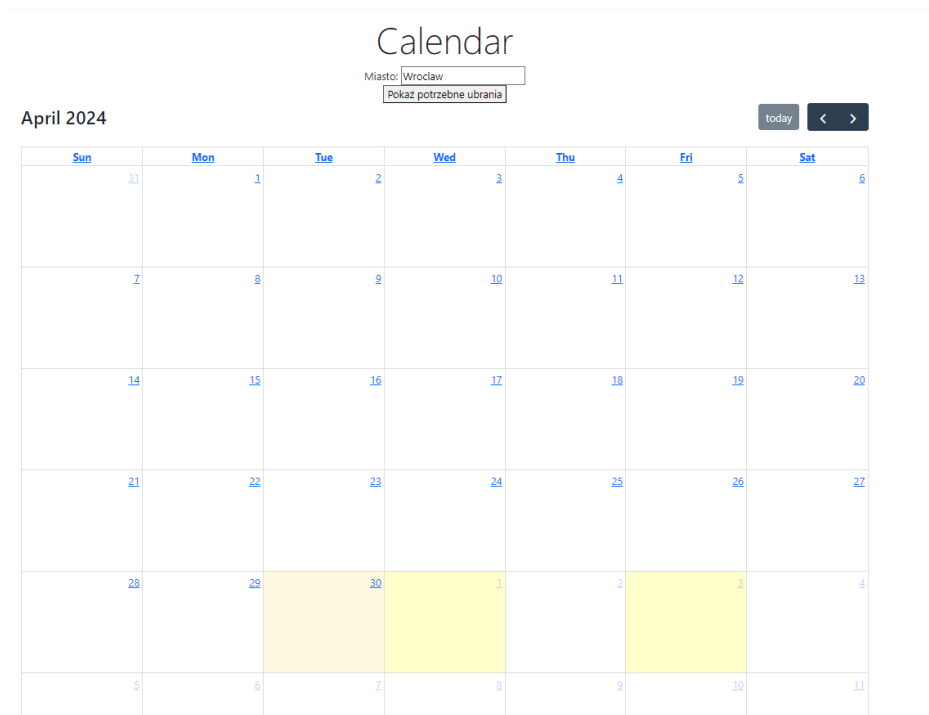 Calendar
Miasto: Wroclaw
Pokaż potrzebne ubrania
April 2024 today < >
Sun Mon Tue Wed Thu Fri Sat
31 1 2 3 4 5 6
7 8 9 10 11 12 13
14 15 16 17 18 19 20
21 22 23 24 25 26 27
28 29 30 1 2 3 4
5 6 7 8 9 10 11